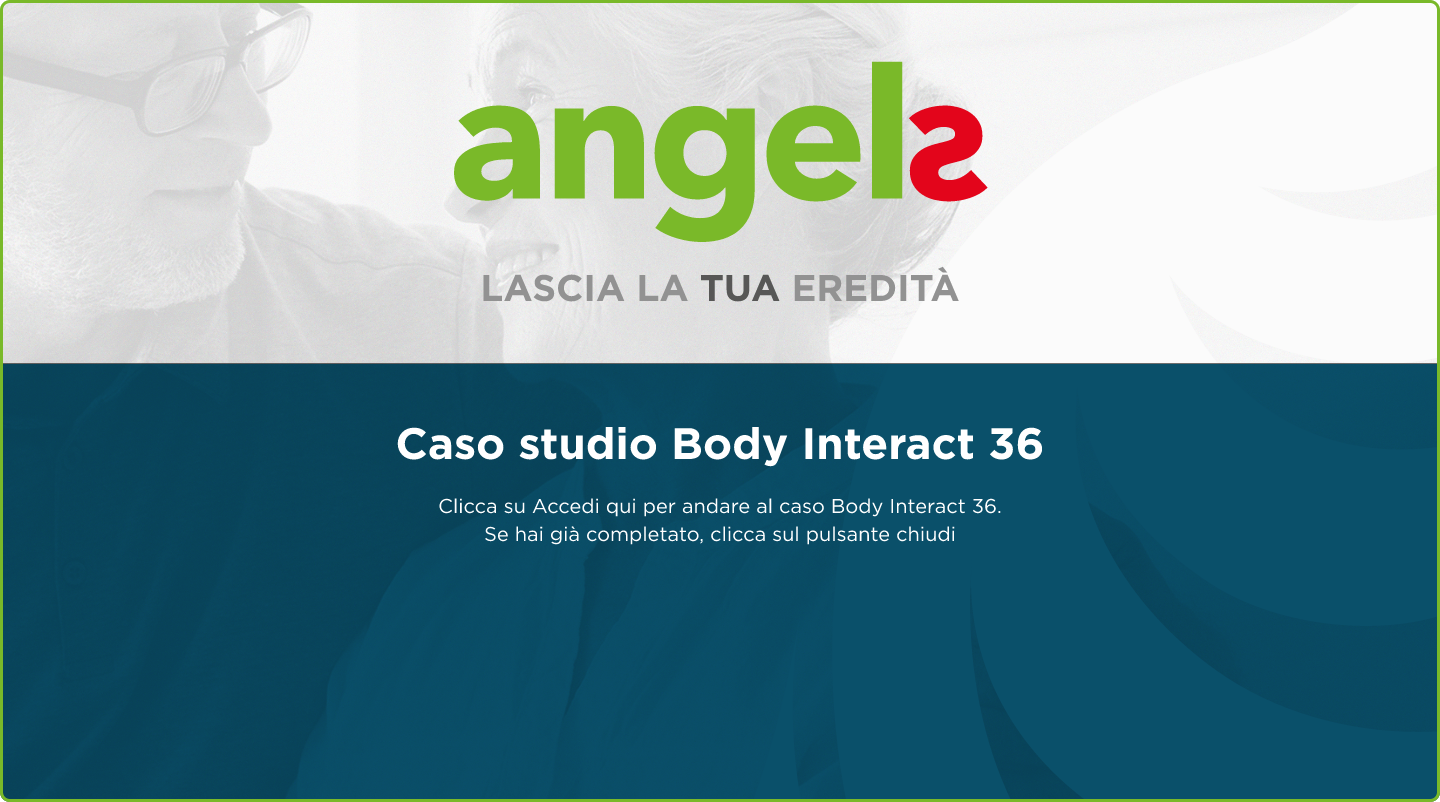 angels
LASCIA LA TUA EREDITÀ
Caso studio Body Interact 36
Clicca su Accedi qui per andare al caso Body Interact 36.
Se hai già completato, clicca sul pulsante chiudi